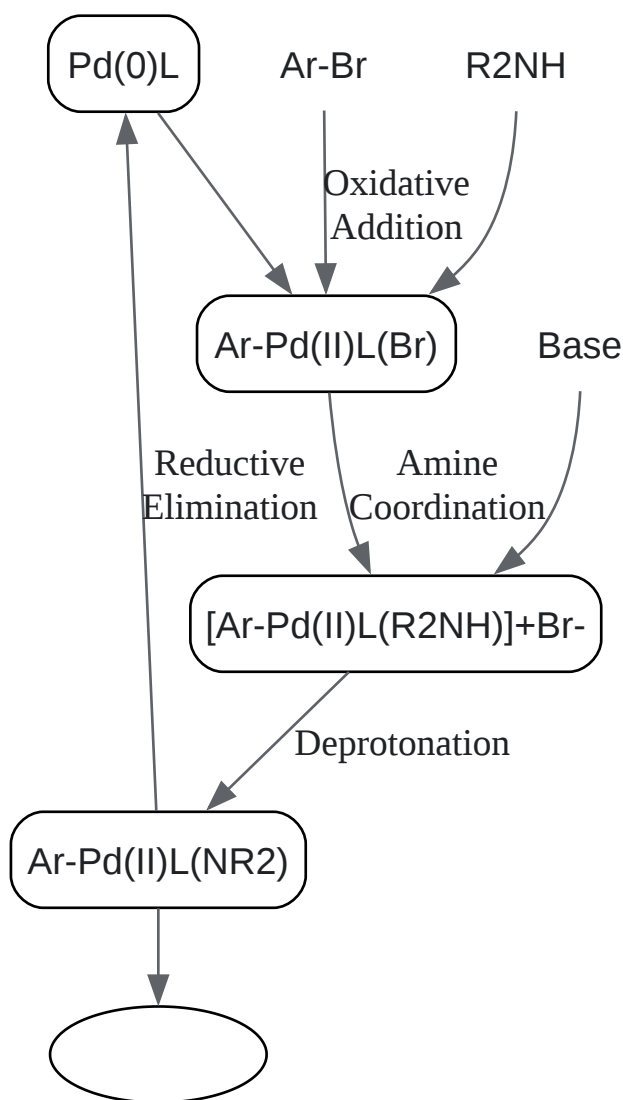 Pd(0)L
Ar-Br
R2NH
Oxidative
Addition
Ar-Pd(II)L(Br)
Base
Reductive
Elimination
Amine
Coordination
[Ar-Pd(II)L(R2NH)]+Br-
Deprotonation
Ar-Pd(II)L(NR2)